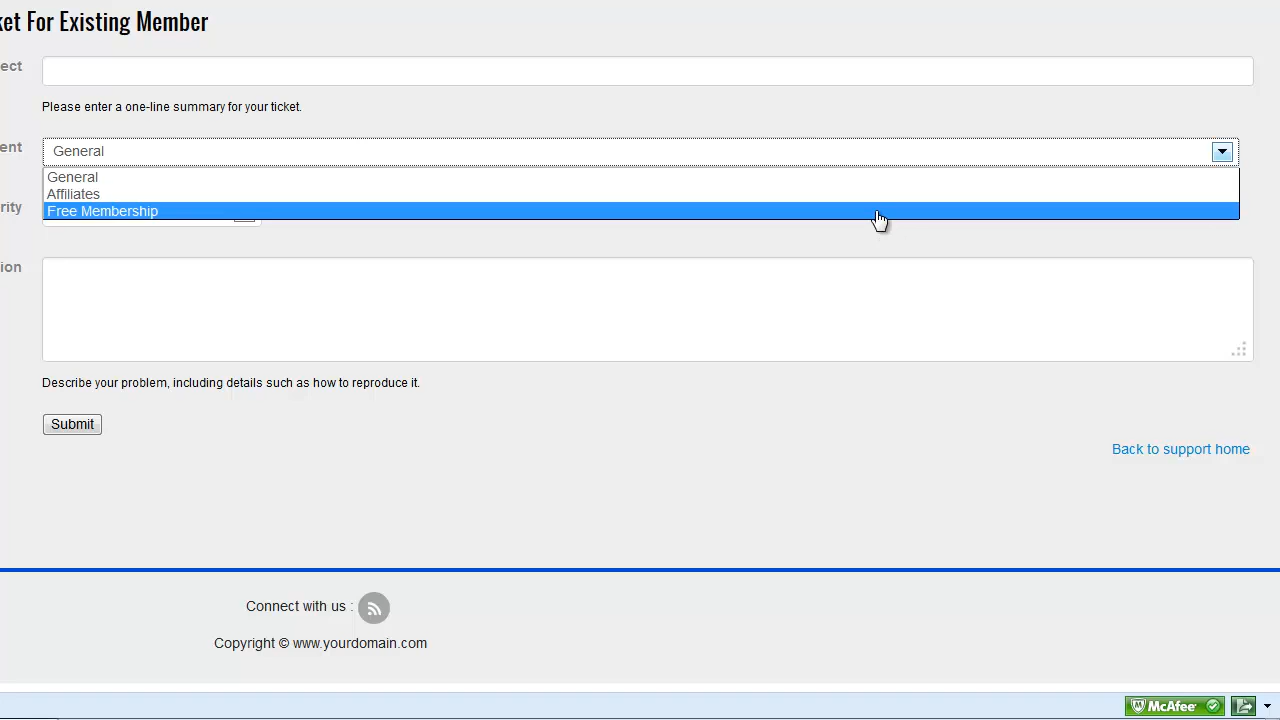 ket For Existing Member
ect
Please enter a one-line summary for your ticket.
ent
General
General
Affiliates
rity
Free Membership
ion
Describe your problem, including details such as how to reproduce it.
Submit
Back to support home
Connect with us :
Copyright © www.yourdomain.com
McAfee